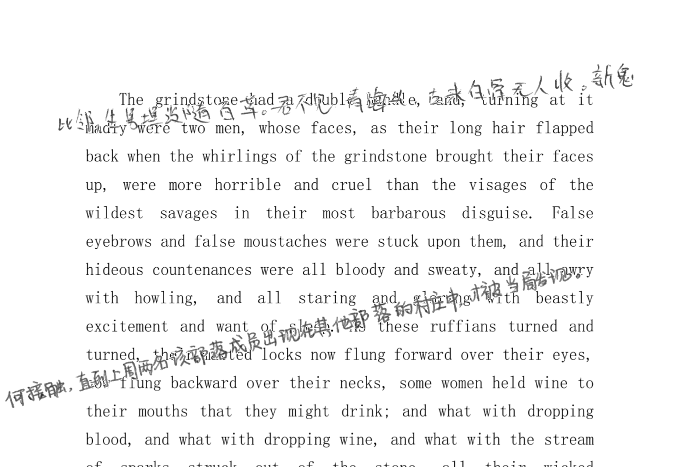 The grindstone had a double handle, and, turning at it
madly were two men, whose faces, as their long hair flapped
back when the whirlings of the grindstone brought their faces
up, were more horrible and cruel than the visages of the
wildest savages in their most barbarous disguise. False
eyebrows and false moustaches were stuck upon them, and their
hideous countenances were all bloody and sweaty, and all awry
with howling, and all staring and glaring with beastly
excitement and want of sleep. As these ruffians turned and
turned, their matted locks now flung forward over their eyes,
now flung backward over their necks, some women held wine to
their mouths that they might drink; and what with dropping
blood, and what with dropping wine, and what with the stream
of sparks struck out of the stone, all their wicked
比邻,生男埋没随百草。君不见,青海头,古来白骨无人收。新鬼
何接触,直到上周两名该部落成员出现在其他部落的村庄中,才被当局发现。